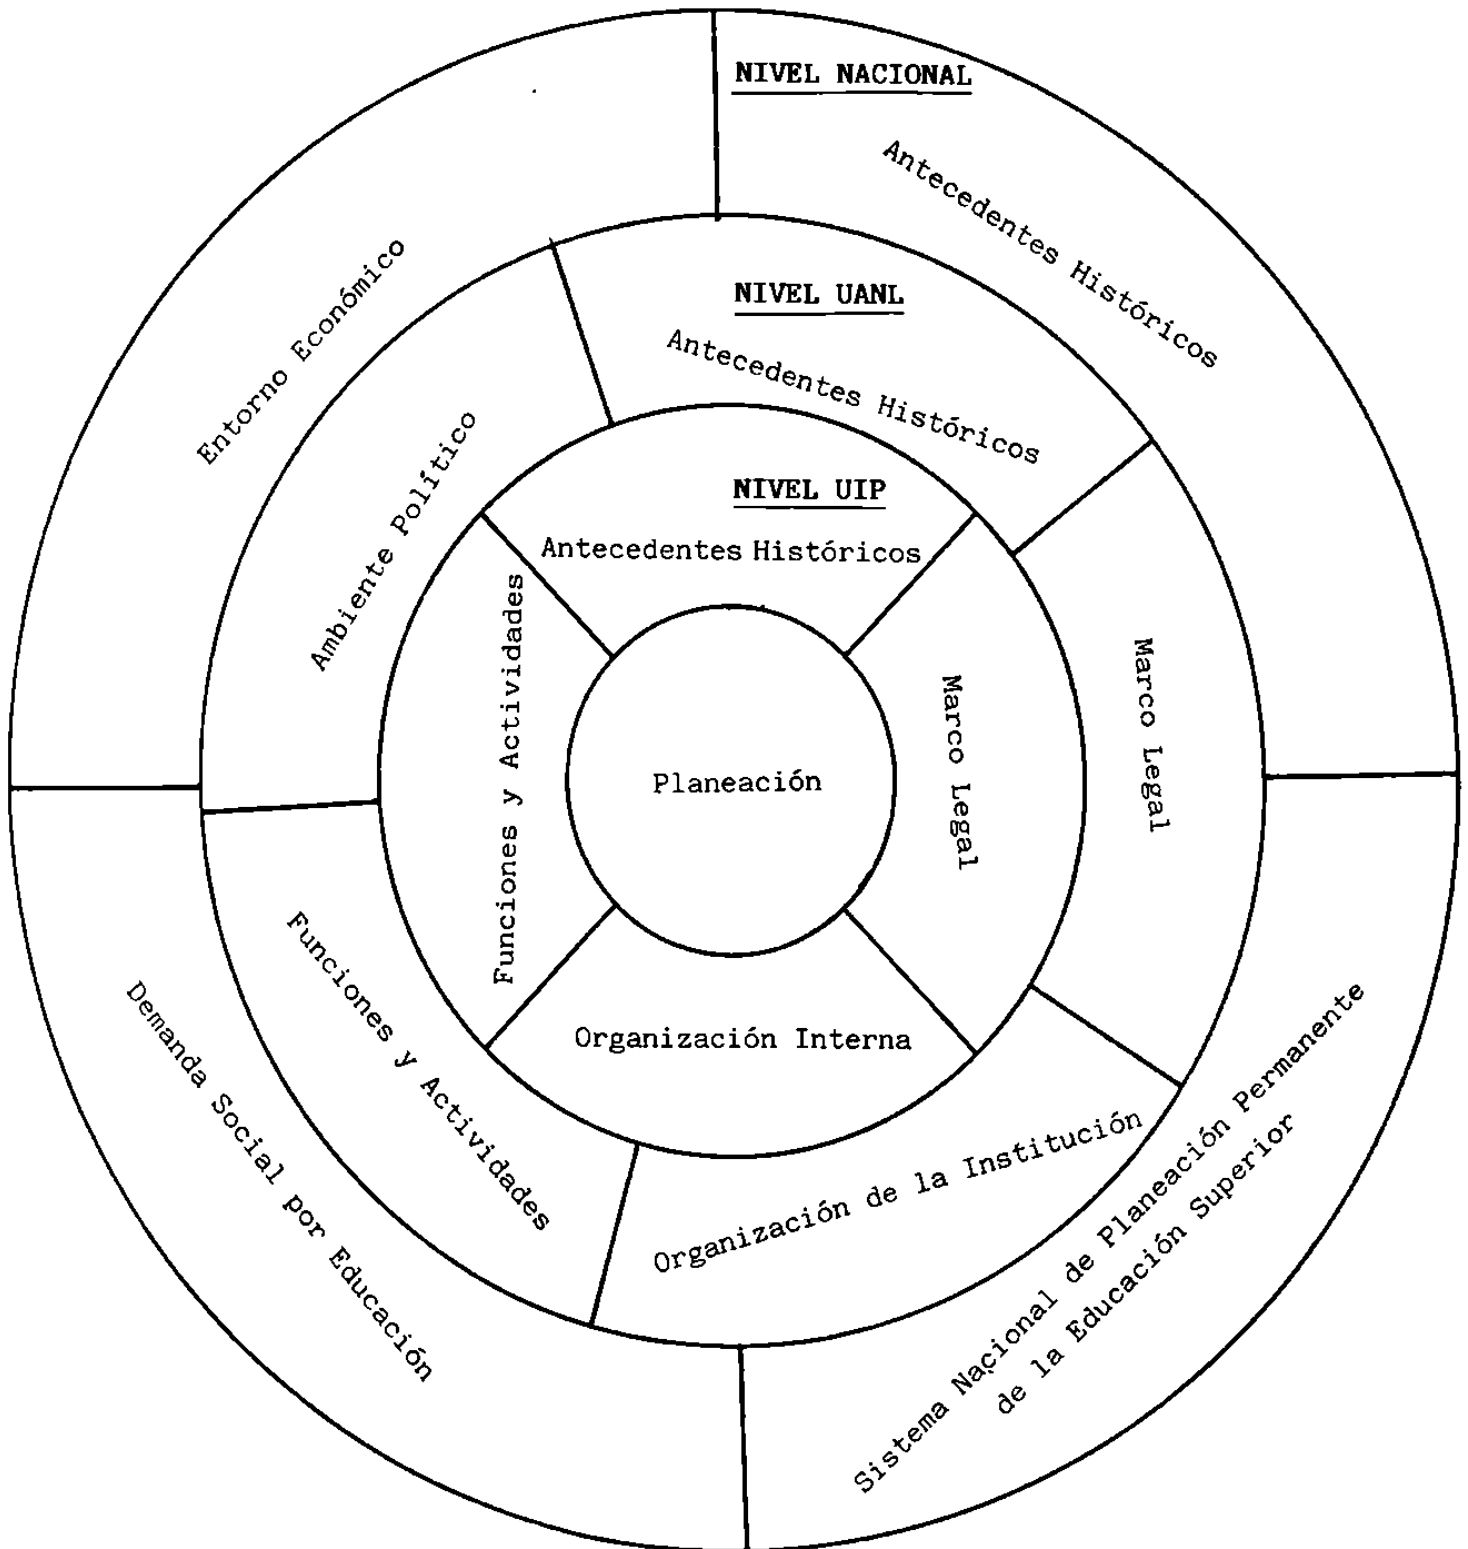 NIVEL NACIONAL
Antecedentes Históricos
Entorno Económico
NIVEL UANL
Antecedentes Históricos
Ambiente Político
NIVEL UIP
Antecedentes Históricos
Funciones y Actividades
Planeación
Marco Legal
Marco Legal
Organización Interna
Funciones y Actividades
Organización de la Institución
Demanda Social por Educación
Sistema Nacional de Planeación Permanente
de la Educación Superior